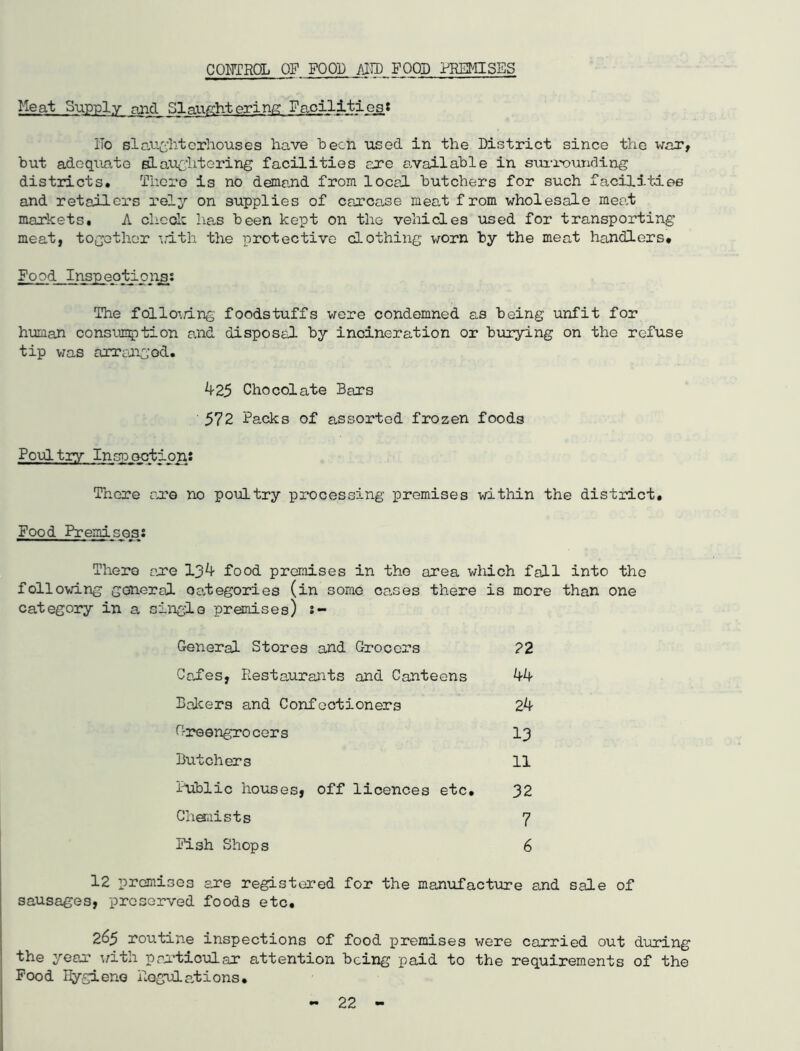 CONTROL OF FOOD AND FOOD PREMISES
Meat Supply and Slaughtering Facilities:
No slaughterhouses have been used in the District since the war,
but adequate slaughtering facilities are available in surrounding
districts. There is no demand from local butchers for such facilities
and retailers rely on supplies of carcase meat from wholesale meat
markets. A check has been kept on the vehicles used for transporting
meat, together with the protective clothing worn by the meat handlers.
Food Inspections:
The following foodstuffs were condemned as being unfit for
human consumption and disposal by incineration or burying on the refuse
tip was arranged.
425 Chocolate Bars
572 Packs of assorted frozen foods
Poultry Inspection:
There are no poultry processing premises within the district.
Food Premises:
There are 134 food premises in the area which fall into the
following general categories (in some cases there is more than one
category in a single premises) :-
General Stores and Grocers 22
Cafes, Restaurants and Canteens 44
Bakers and Confectioners 24
Greengrocers 13
Butchers 11
Public houses, off licences etc. 32
Chemists 7
Fish Shops 6
12 premises are registered for the manufacture and sale of
sausages, preserved foods etc.
265 routine inspections of food premises were carried out during
the year with particular attention being paid to the requirements of the
Food Hygiene Regulations.
- 22 -